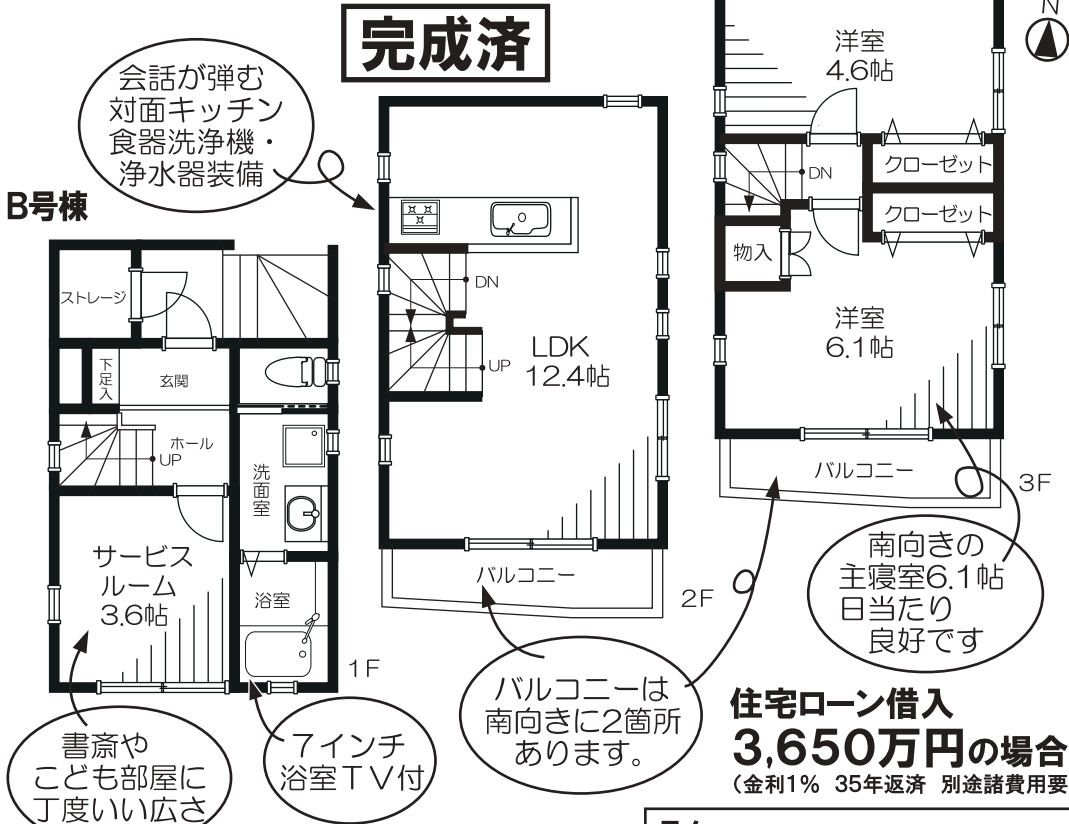 完成済
N
会話が弾む
対面キッチン
食器洗浄機・
浄水器装備
洋室
4.6帖
DN
クローゼット
クローゼット
物入
洋室
6.1帖
バルコニー
3F
B号棟
ストレージ
下足入
玄関
ホール
UP
洗面室
サービス
ルーム
3.6帖
浴室
1F
DN
UP
LDK
12.4帖
バルコニー
2F
南向きの
主寝室6.1帖
日当たり
良好です
バルコニーは
南向きに2箇所
あります。
7インチ
浴室TV付
書斎や
こども部屋に
丁度いい広さ
住宅ローン借入
3,650万円の場合
(金利1% 35年返済 別途諸費用要